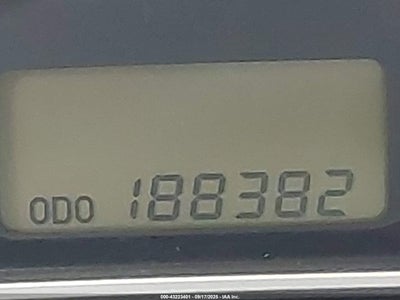 ODO 188382
000-43223401 - 09/17/2025 - IAA Inc.